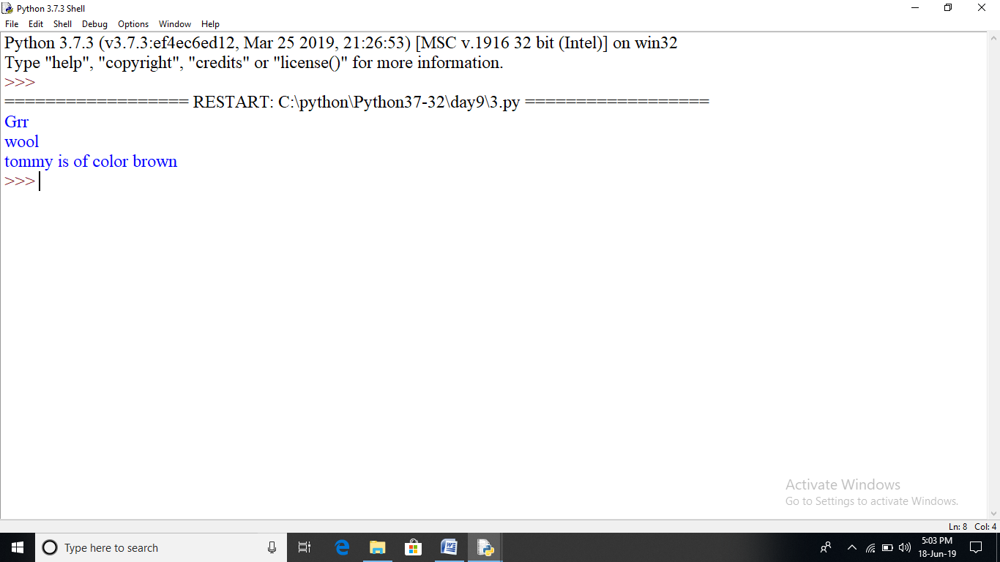 Python 3.7.3 Shell
File Edit Shell Debug Options Window Help
Python 3.7.3 (v3.7.3:ef4ec6ed12, Mar 25 2019, 21:26:53) [MSC v.1916 32 bit (Intel)] on win32
Type "help", "copyright", "credits" or "license()" for more information.
>>>
================== RESTART: C:\python\Python37-32\day9\3.py ==================
Grr
wool
tommy is of color brown
>>>
Activate Windows
Go to Settings to activate Windows.
Ln: 8 Col: 4
Type here to search
5:03 PM
18-Jun-19